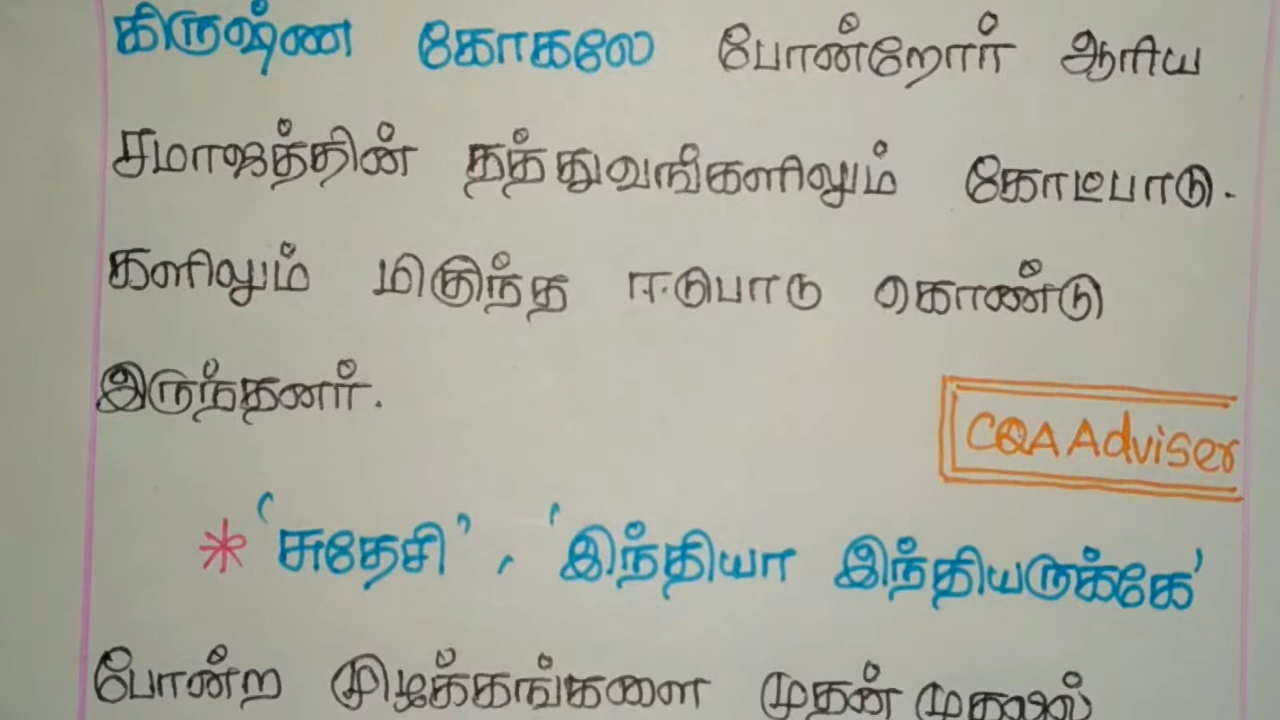 கிருஷ்ண கோகலே போன்றோர் ஆரிய
சமாஜத்தின் தத்துவங்களிலும் கோட்பாடு-
களிலும் மிகுந்த ஈடுபாடு கொண்டு
இருந்தனர்.
CQA Adviser
* 'சுதேசி', 'இந்தியா இந்தியருக்கே'
போன்ற முழக்கங்களை முதன் முதலில்